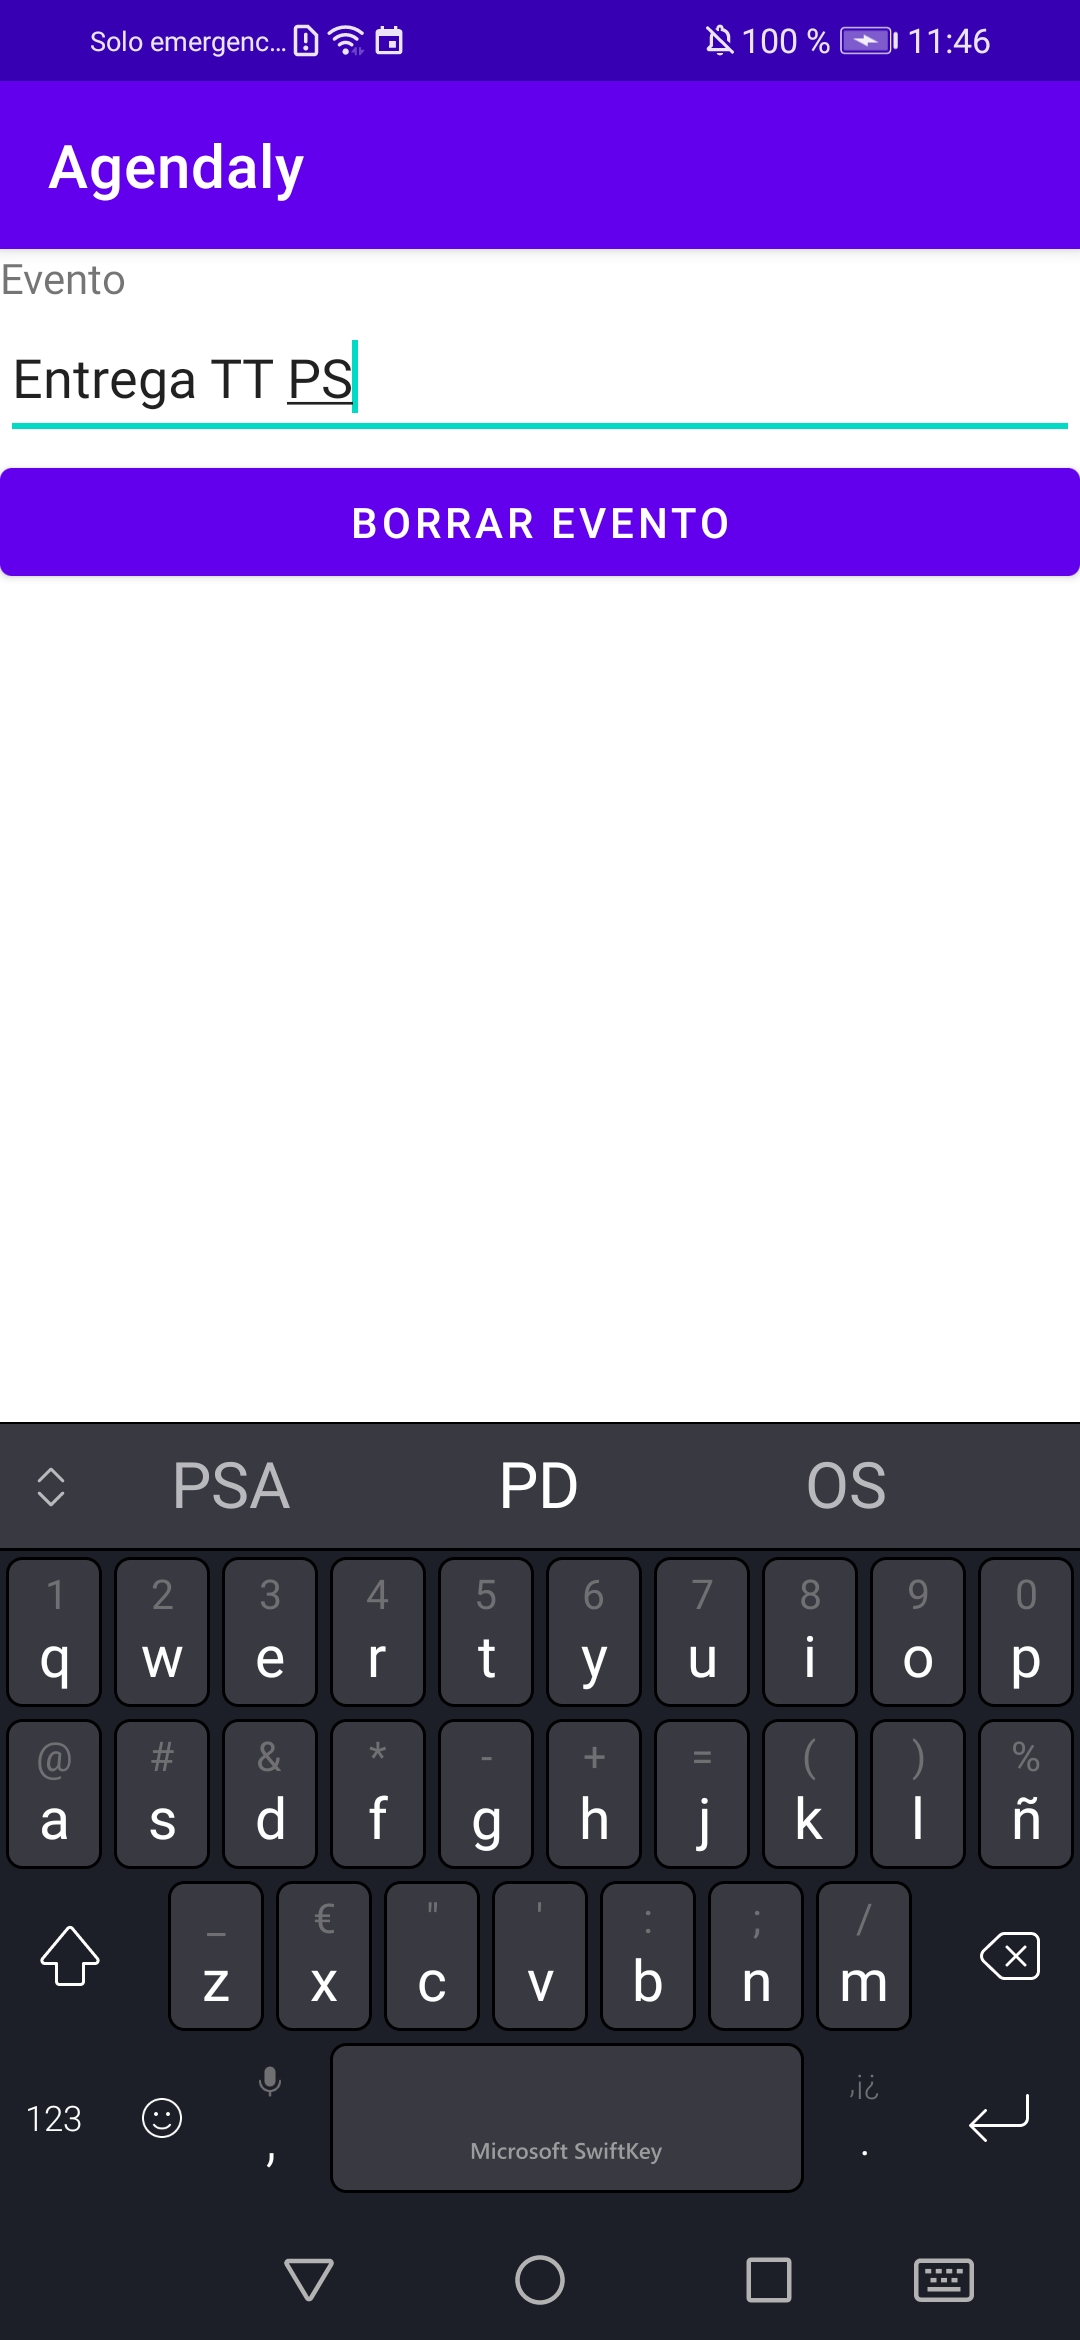 Solo emergenc... 100 % 11:46
Agendaly
Evento
Entrega TT PS
BORRAR EVENTO
PSA PD OS
1 2 3 4 5 6 7 8 9 0
q w e r t y u i o p
@ # & * - + = ( ) %
a s d f g h j k l ñ
_ € " ' : ; /
z x c v b n m
,¡¿
123 , .
Microsoft SwiftKey